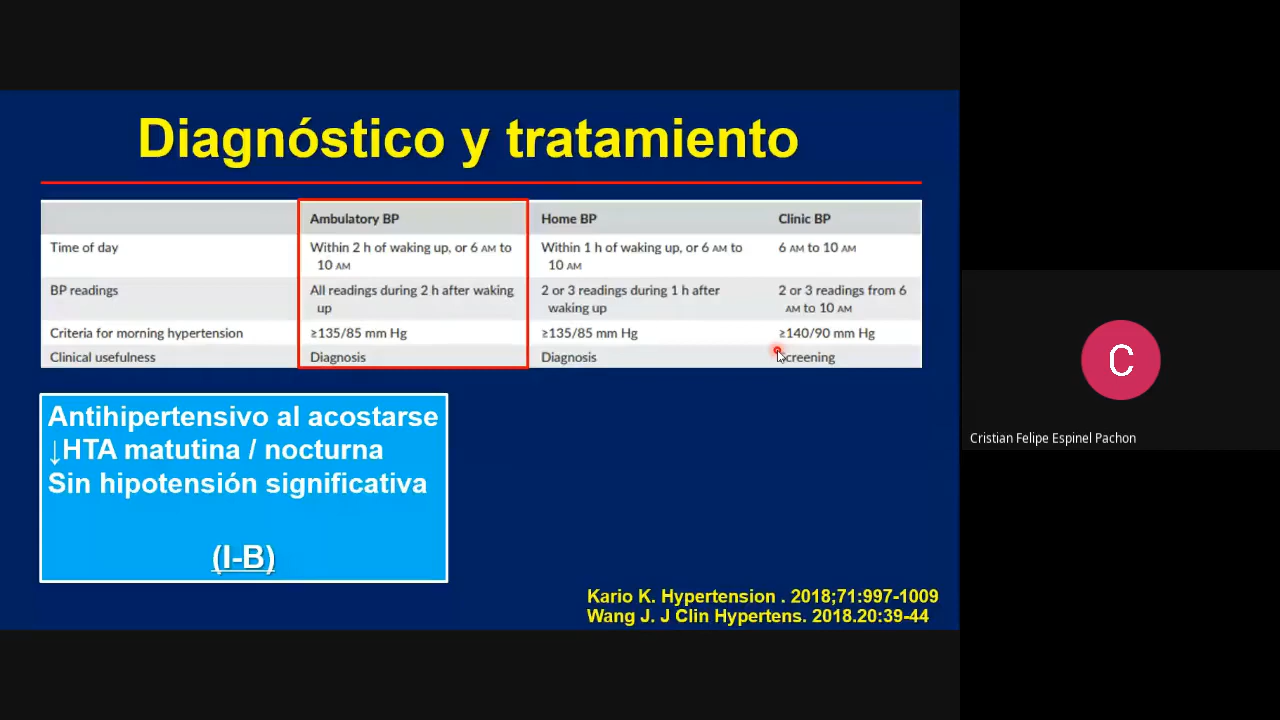 Diagnóstico y tratamiento
Ambulatory BP Home BP Clinic BP
Time of day Within 2 h of waking up, or 6 AM to Within 1 h of waking up, or 6 AM to 6 AM to 10 AM
10 AM 10 AM
BP readings All readings during 2 h after waking 2 or 3 readings during 1 h after 2 or 3 readings from 6
up waking up AM to 10 AM
Criteria for morning hypertension ≥135/85 mm Hg ≥135/85 mm Hg ≥140/90 mm Hg
Clinical usefulness Diagnosis Diagnosis Screening
Antihipertensivo al acostarse
↓HTA matutina / nocturna
Sin hipotensión significativa
(I-B)
Kario K. Hypertension . 2018;71:997-1009
Wang J. J Clin Hypertens. 2018.20:39-44
C
Cristian Felipe Espinel Pachon